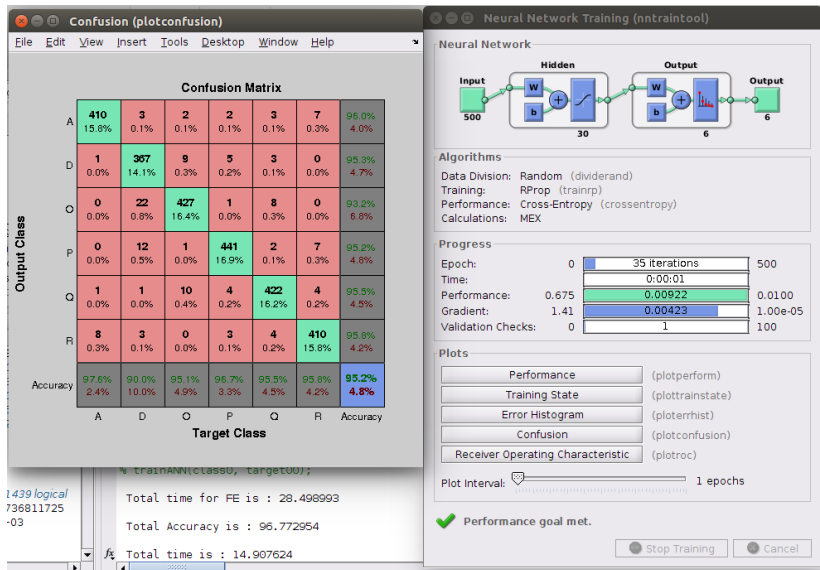 Confusion (plotconfusion)
File Edit View Insert Tools Desktop Window Help
Confusion Matrix
Output Class
A 410 3 2 2 3 7 96.0%
15.8% 0.1% 0.1% 0.1% 0.1% 0.3% 4.0%
D 1 367 9 5 3 0 95.3%
0.0% 14.1% 0.3% 0.2% 0.1% 0.0% 4.7%
O 0 22 427 1 8 0 93.2%
0.0% 0.8% 16.4% 0.0% 0.3% 0.0% 6.8%
P 0 12 1 441 2 7 95.2%
0.0% 0.5% 0.0% 16.9% 0.1% 0.3% 4.8%
Q 1 1 10 4 422 4 95.5%
0.0% 0.0% 0.4% 0.2% 16.2% 0.2% 4.5%
R 8 3 0 3 4 410 95.8%
0.3% 0.1% 0.0% 0.1% 0.2% 15.8% 4.2%
Accuracy 97.6% 90.0% 95.1% 96.7% 95.5% 95.8% 95.2%
2.4% 10.0% 4.9% 3.3% 4.5% 4.2% 4.8%
A D O P Q R Accuracy
Target Class
% trainANN(class0, target00);
1439 logical
736811725
-03
Total time for FE is : 28.498993
Total Accuracy is : 96.772954
fx Total time is : 14.907624
Neural Network Training (nntraintool)
Neural Network
Hidden Output
Input W b W b Output
500 30 6 6
Algorithms
Data Division: Random (dividerand)
Training: RProp (trainrp)
Performance: Cross-Entropy (crossentropy)
Calculations: MEX
Progress
Epoch: 0 35 iterations 500
Time: 0:00:01
Performance: 0.675 0.00922 0.0100
Gradient: 1.41 0.00423 1.00e-05
Validation Checks: 0 1 100
Plots
Performance (plotperform)
Training State (plottrainstate)
Error Histogram (ploterrhist)
Confusion (plotconfusion)
Receiver Operating Characteristic (plotroc)
Plot Interval: 1 epochs
Performance goal met.
Stop Training Cancel